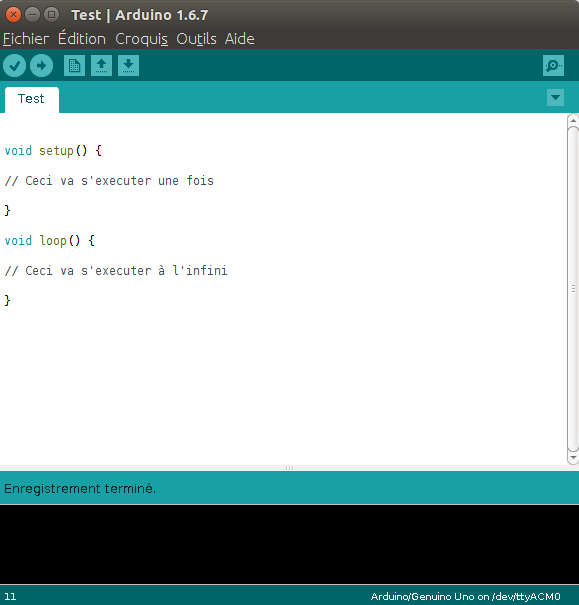 Test | Arduino 1.6.7
Fichier Édition Croquis Outils Aide
Test
void setup() {
// Ceci va s'executer une fois
}
void loop() {
// Ceci va s'executer à l'infini
}
Enregistrement terminé.
11 Arduino/Genuino Uno on /dev/ttyACM0